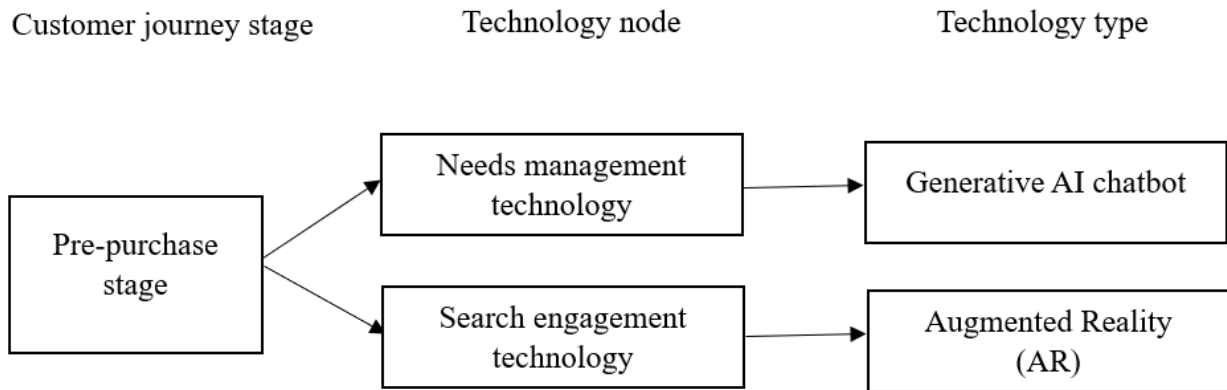 Customer journey stage
Technology node
Technology type
Needs management
technology
Generative AI chatbot
Pre-purchase
stage
Search engagement
technology
Augmented Reality
(AR)